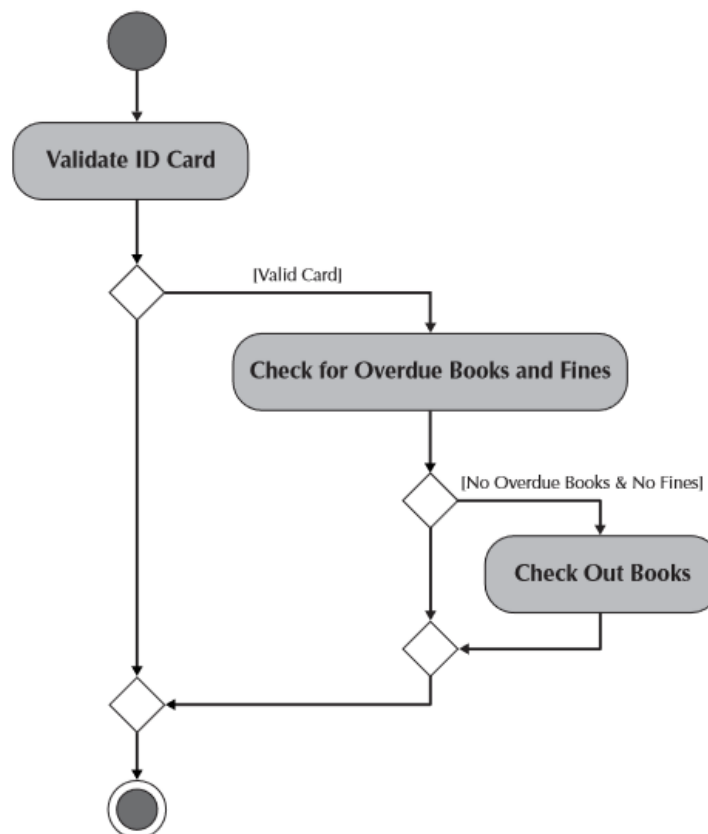 Validate ID Card
[Valid Card]
Check for Overdue Books and Fines
[No Overdue Books & No Fines]
Check Out Books